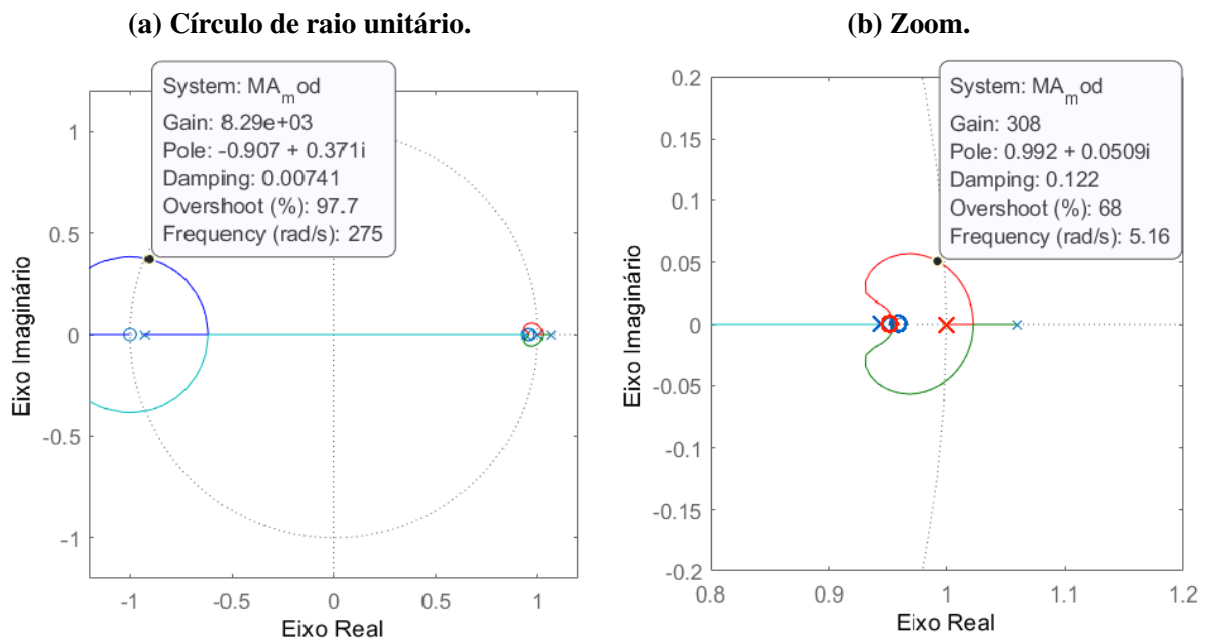 (a) Círculo de raio unitário.
System: MA_mod
Gain: 8.29e+03
Pole: -0.907 + 0.371i
Damping: 0.00741
Overshoot (%): 97.7
Frequency (rad/s): 275
1
0.5
0
-0.5
-1
-1
-0.5
0
0.5
1
Eixo Imaginário
Eixo Real
(b) Zoom.
System: MA_mod
Gain: 308
Pole: 0.992 + 0.0509i
Damping: 0.122
Overshoot (%): 68
Frequency (rad/s): 5.16
0.2
0.15
0.1
0.05
0
-0.05
-0.1
-0.15
-0.2
0.8
0.9
1
1.1
1.2
Eixo Imaginário
Eixo Real